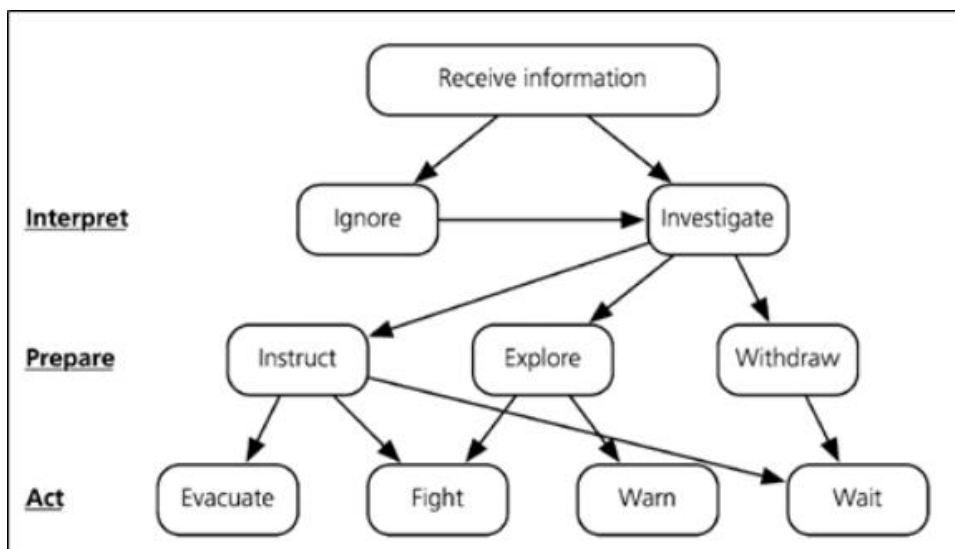 Receive information
Interpret
Ignore
Investigate
Prepare
Instruct
Explore
Withdraw
Act
Evacuate
Fight
Warn
Wait